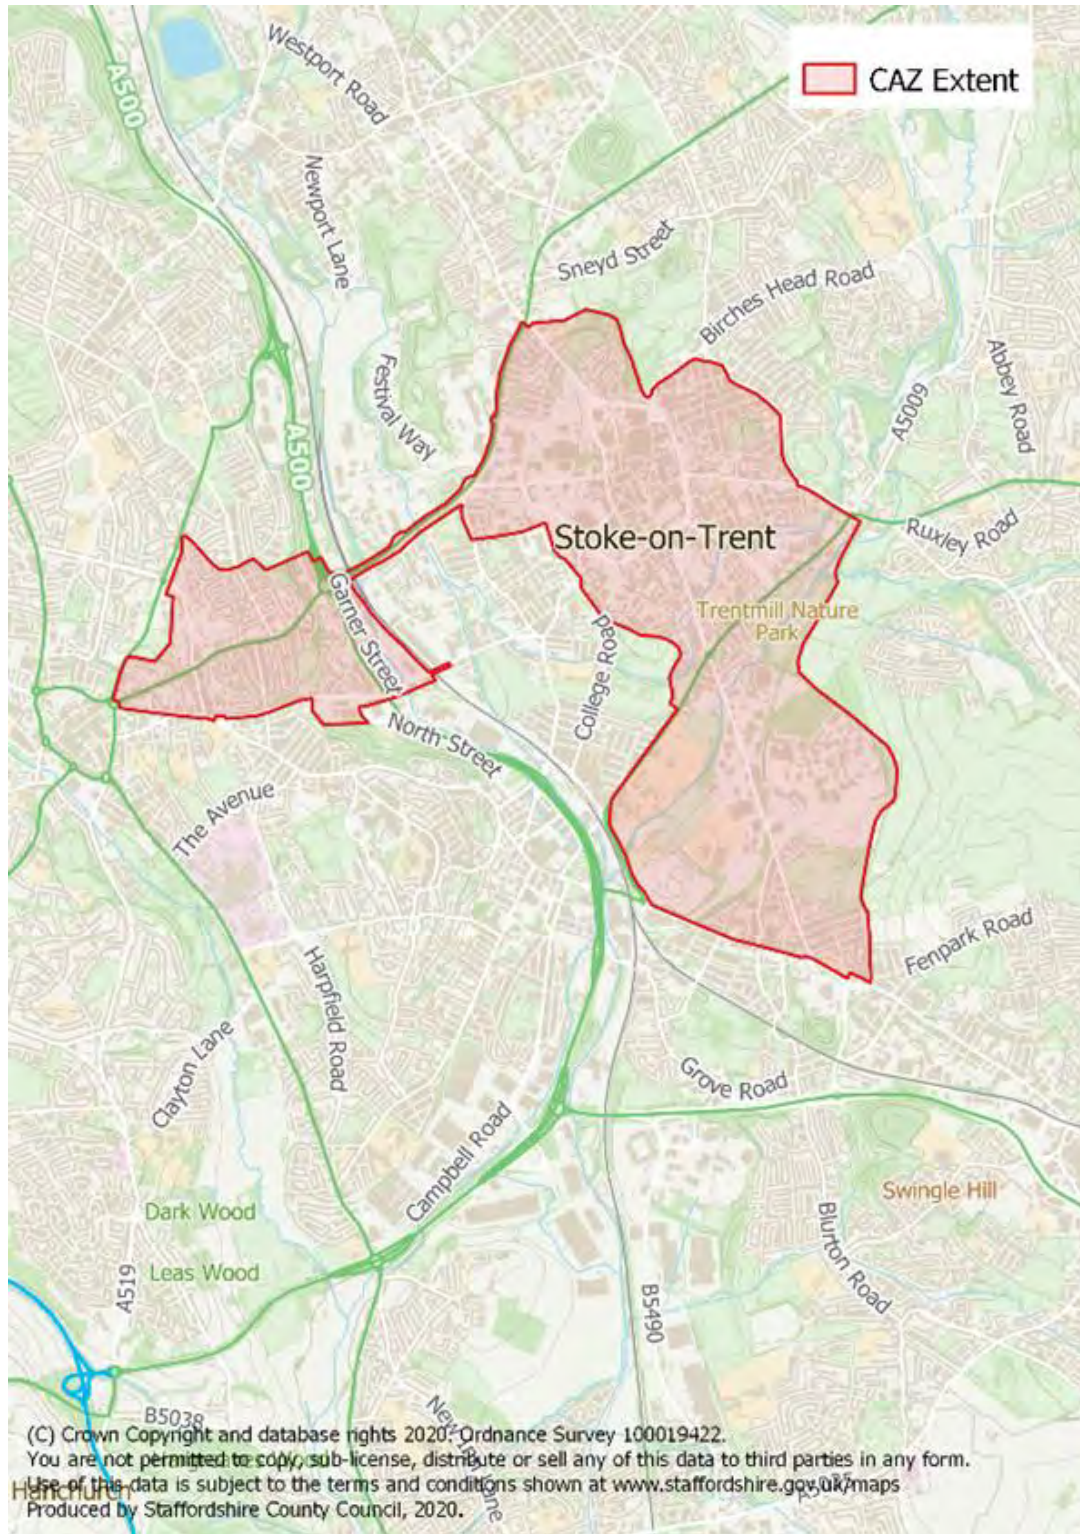 CAZ Extent
Westport Road
A500
Newport Lane
Sneyd Street
Birches Head Road
Festival Way
Abbey Road
A5009
A500
Ruxley Road
Stoke-on-Trent
Garner Street
Trentmill Nature
Park
College Road
North Street
The Avenue
Fenpark Road
Harpfield Road
Clayton Lane
Grove Road
Campbell Road
Swingle Hill
Dark Wood
Blurton Road
Leas Wood
A519
B5490
B5038
(C) Crown Copyright and database rights 2020. Ordnance Survey 100019422.
You are not permitted to copy, sub-license, distribute or sell any of this data to third parties in any form.
Use of this data is subject to the terms and conditions shown at www.staffordshire.gov.uk/maps
Hanchurch
Produced by Staffordshire County Council, 2020.